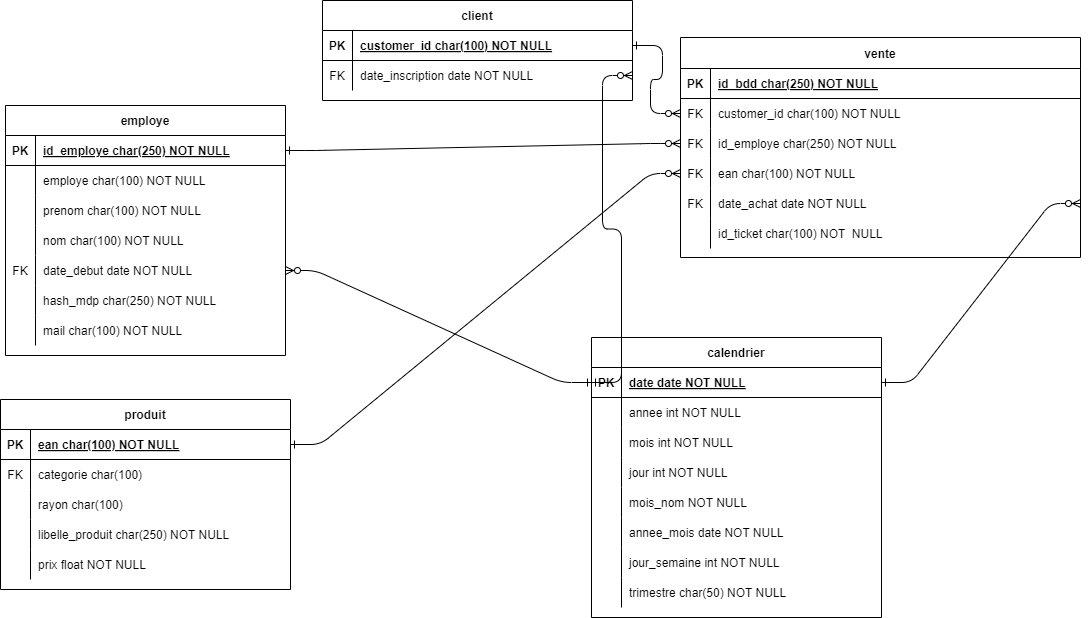 client
PK customer_id char(100) NOT NULL
FK date_inscription date NOT NULL
vente
PK id_bdd char(250) NOT NULL
FK customer_id char(100) NOT NULL
FK id_employe char(250) NOT NULL
FK ean char(100) NOT NULL
FK date_achat date NOT NULL
id_ticket char(100) NOT NULL
employe
PK id_employe char(250) NOT NULL
employe char(100) NOT NULL
prenom char(100) NOT NULL
nom char(100) NOT NULL
FK date_debut date NOT NULL
hash_mdp char(250) NOT NULL
mail char(100) NOT NULL
calendrier
PK date date NOT NULL
annee int NOT NULL
mois int NOT NULL
jour int NOT NULL
mois_nom NOT NULL
annee_mois date NOT NULL
jour_semaine int NOT NULL
trimestre char(50) NOT NULL
produit
PK ean char(100) NOT NULL
FK categorie char(100)
rayon char(100)
libelle_produit char(250) NOT NULL
prix float NOT NULL